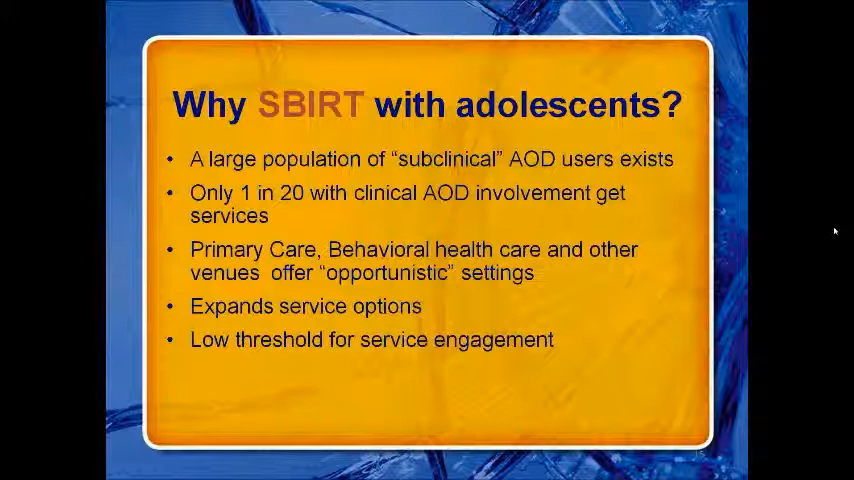 Why SBIRT with adolescents?
• A large population of “subclinical” AOD users exists
• Only 1 in 20 with clinical AOD involvement get
services
• Primary Care, Behavioral health care and other
venues offer “opportunistic” settings
• Expands service options
• Low threshold for service engagement